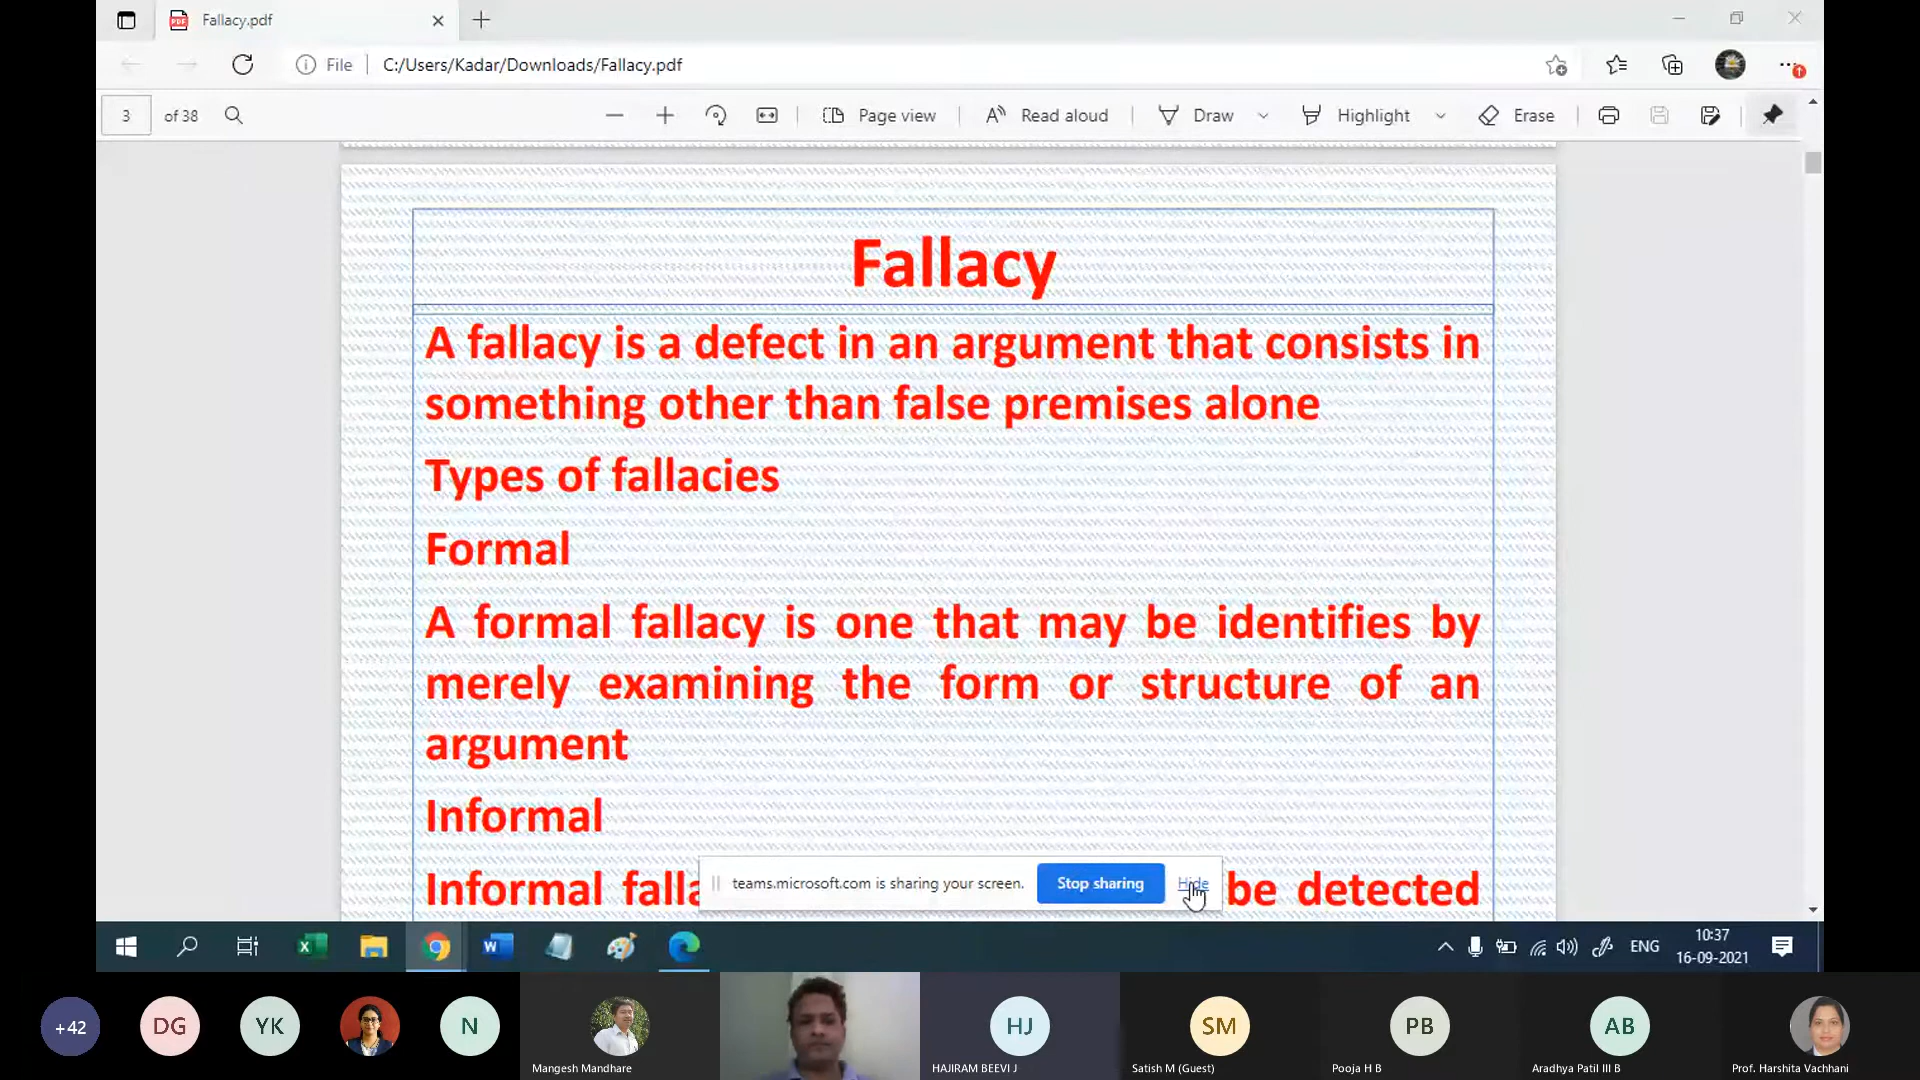 Fallacy.pdf
File C:/Users/Kadar/Downloads/Fallacy.pdf
3 of 38 Page view Read aloud Draw Highlight Erase
Fallacy
A fallacy is a defect in an argument that consists in
something other than false premises alone
Types of fallacies
Formal
A formal fallacy is one that may be identifies by
merely examining the form or structure of an
argument
Informal
Informal be detected
teams.microsoft.com is sharing your screen. Stop sharing Hide
ENG
10:37
16-09-2021
+42 DG YK N HJ SM PB AB
Mangesh Mandhare HAJIRAM BEEVI J Satish M (Guest) Pooja H B Aradhya Patil III B Prof. Harshita Vachhani